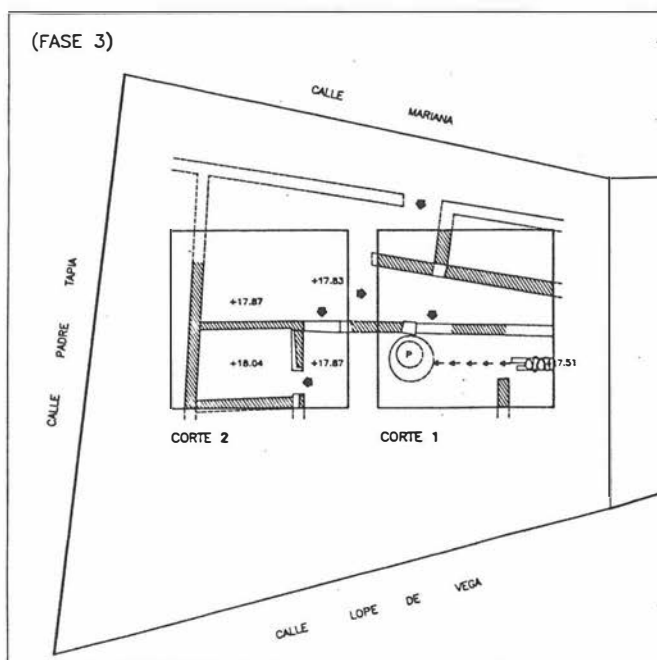 (FASE 3)
CALLE MARIANA
CALLE PADRE TAPIA
+17.83
+17.87
+18.04
+17.87
P
17.51
CORTE 2
CORTE 1
CALLE LOPE DE VEGA